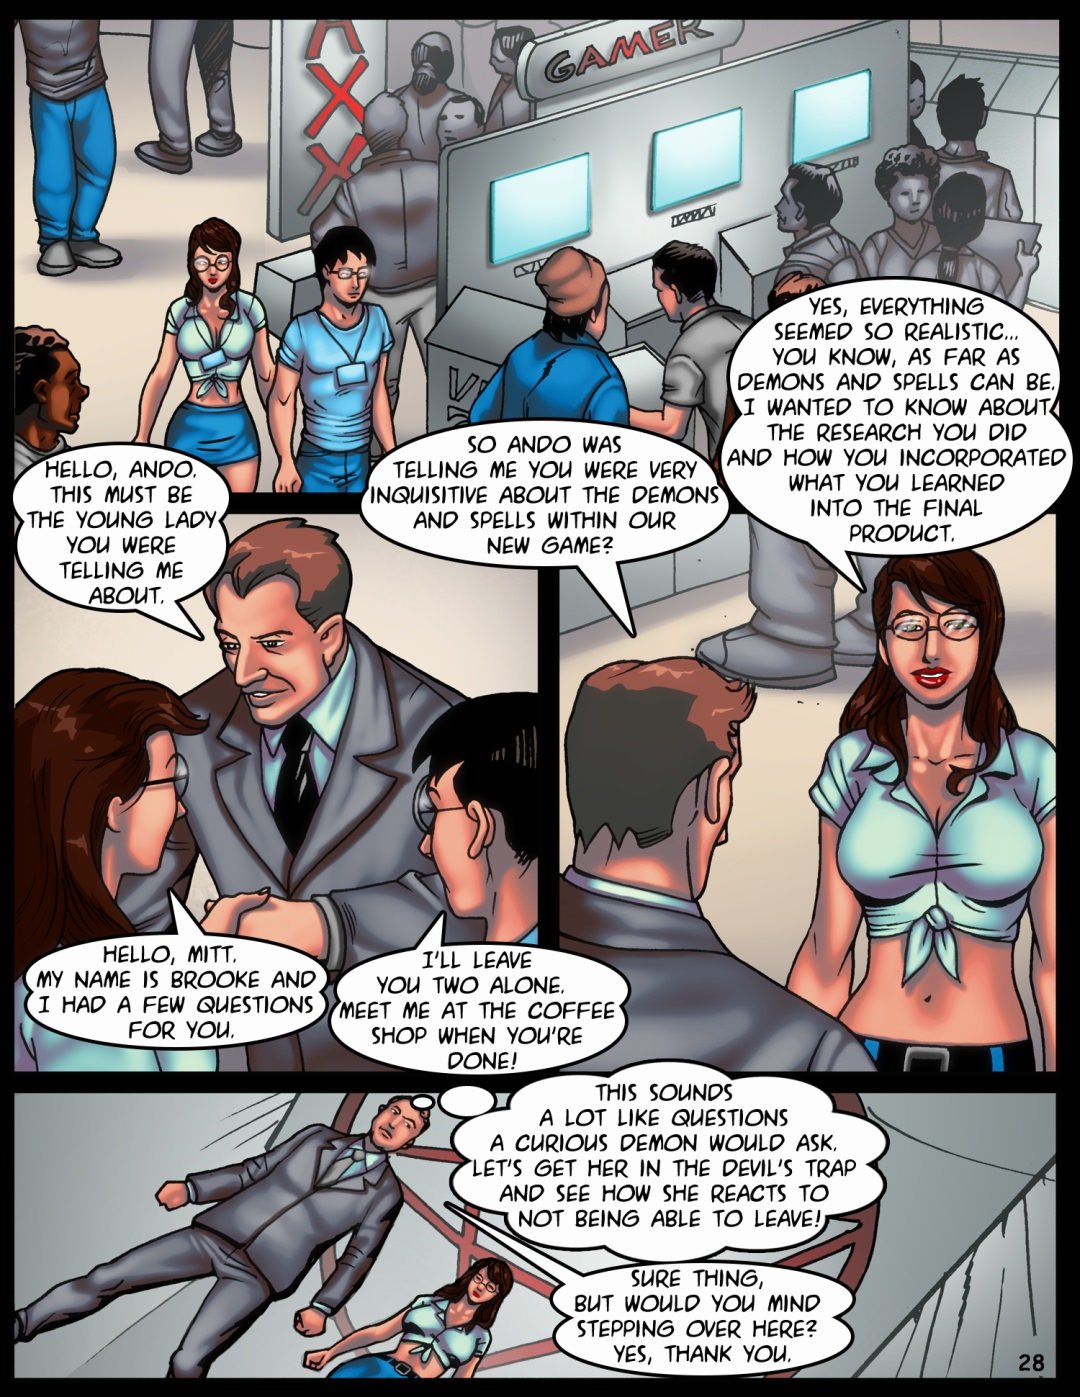 AXX
GAMER
HELLO, ANDO.
THIS MUST BE
THE YOUNG LADY
YOU WERE
TELLING ME
ABOUT.
SO ANDO WAS
TELLING ME YOU WERE VERY
INQUISITIVE ABOUT THE DEMONS
AND SPELLS WITHIN OUR
NEW GAME?
YES, EVERYTHING
SEEMED SO REALISTIC...
YOU KNOW, AS FAR AS
DEMONS AND SPELLS CAN BE.
I WANTED TO KNOW ABOUT
THE RESEARCH YOU DID
AND HOW YOU INCORPORATED
WHAT YOU LEARNED
INTO THE FINAL
PRODUCT.
HELLO, MITT.
MY NAME IS BROOKE AND
I HAD A FEW QUESTIONS
FOR YOU.
I'LL LEAVE
YOU TWO ALONE.
MEET ME AT THE COFFEE
SHOP WHEN YOU'RE
DONE!
THIS SOUNDS
A LOT LIKE QUESTIONS
A CURIOUS DEMON WOULD ASK.
LET'S GET HER IN THE DEVIL'S TRAP
AND SEE HOW SHE REACTS TO
NOT BEING ABLE TO LEAVE!
SURE THING,
BUT WOULD YOU MIND
STEPPING OVER HERE?
YES, THANK YOU.
28